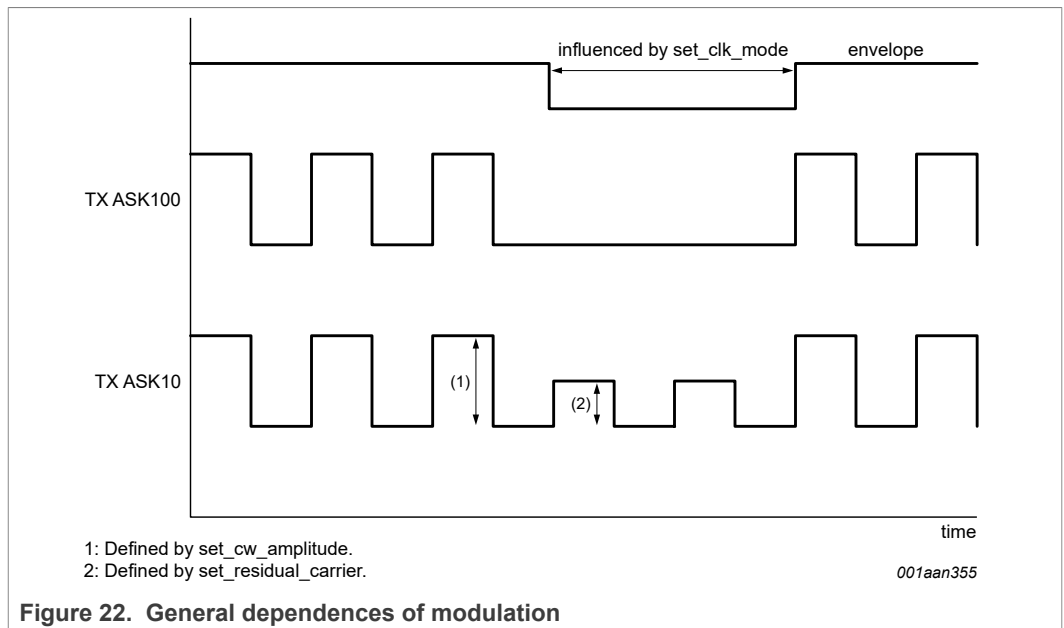 influenced by set_clk_mode
envelope
TX ASK100
TX ASK10
(1)
(2)
time
1: Defined by set_cw_amplitude.
2: Defined by set_residual_carrier.
001aan355
Figure 22. General dependences of modulation